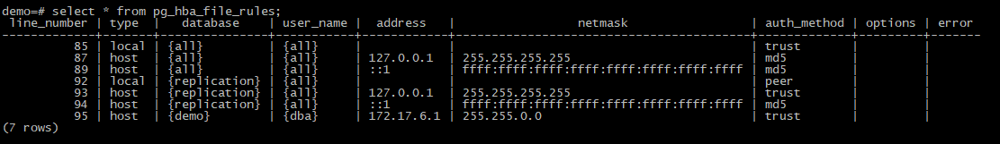 demo=# select * from pg_hba_file_rules;
 line_number | type  |   database    | user_name |  address   |                 netmask                 | auth_method | options | error
-------------+-------+---------------+-----------+------------+-----------------------------------------+-------------+---------+-------
          85 | local | {all}         | {all}     |            |                                         | trust       |         |
          87 | host  | {all}         | {all}     | 127.0.0.1  | 255.255.255.255                         | md5         |         |
          89 | host  | {all}         | {all}     | ::1        | ffff:ffff:ffff:ffff:ffff:ffff:ffff:ffff | md5         |         |
          92 | local | {replication} | {all}     |            |                                         | peer        |         |
          93 | host  | {replication} | {all}     | 127.0.0.1  | 255.255.255.255                         | trust       |         |
          94 | host  | {replication} | {all}     | ::1        | ffff:ffff:ffff:ffff:ffff:ffff:ffff:ffff | md5         |         |
          95 | host  | {demo}        | {dba}     | 172.17.6.1 | 255.255.0.0                             | trust       |         |
(7 rows)